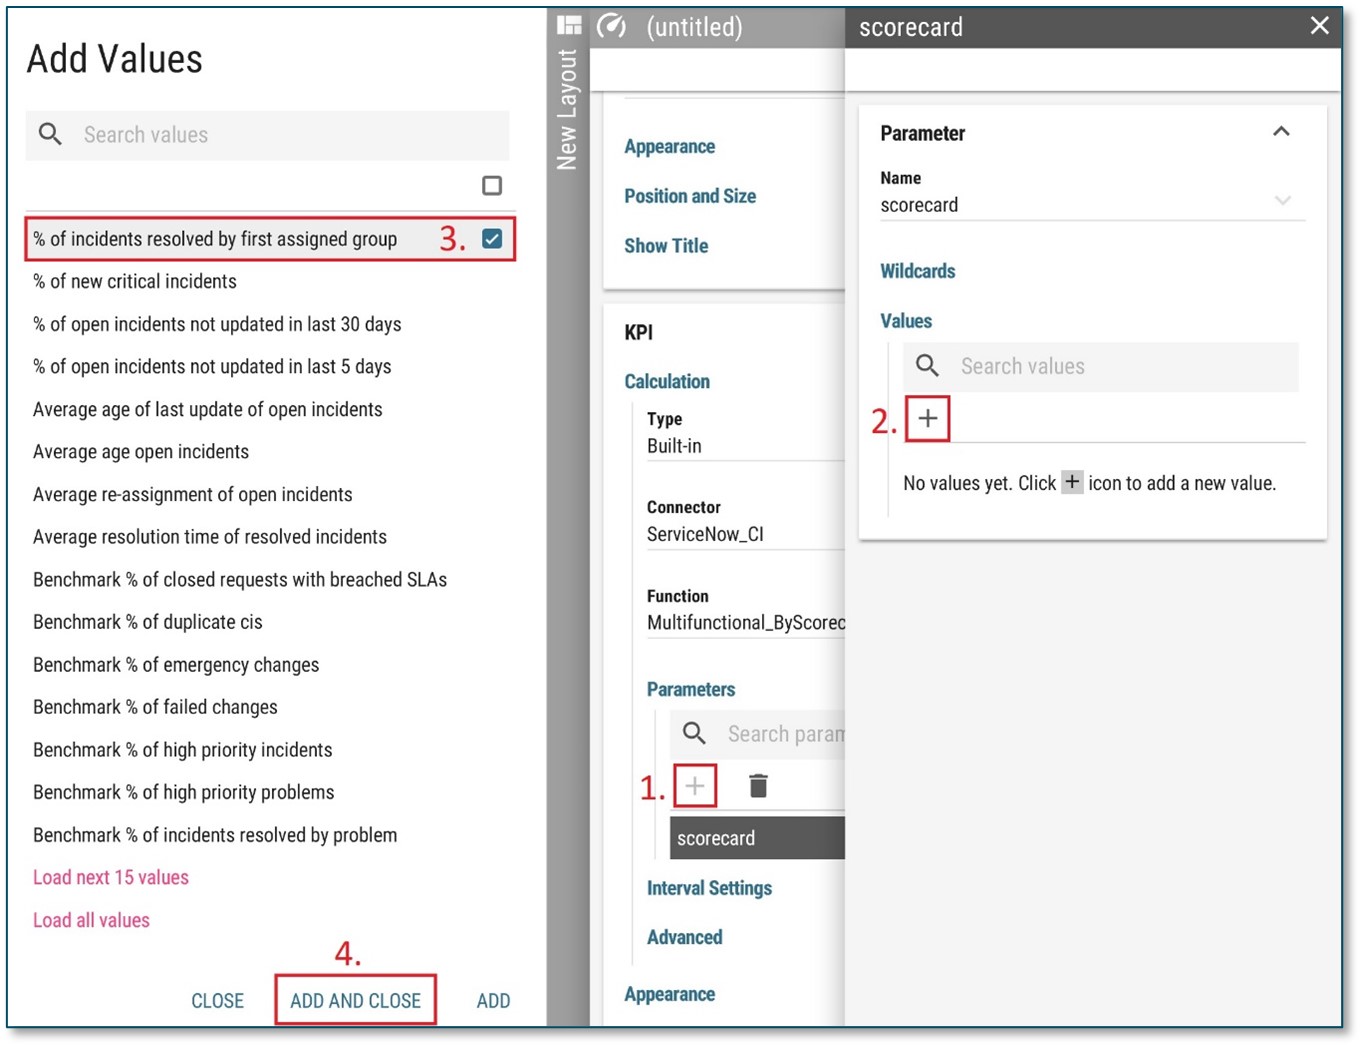 Add Values
Search values
% of incidents resolved by first assigned group
3.
% of new critical incidents
% of open incidents not updated in last 30 days
% of open incidents not updated in last 5 days
Average age of last update of open incidents
Average age open incidents
Average re-assignment of open incidents
Average resolution time of resolved incidents
Benchmark % of closed requests with breached SLAs
Benchmark % of duplicate cis
Benchmark % of emergency changes
Benchmark % of failed changes
Benchmark % of high priority incidents
Benchmark % of high priority problems
Benchmark % of incidents resolved by problem
Load next 15 values
Load all values
4.
CLOSE
ADD AND CLOSE
ADD
New Layout
(untitled)
Appearance
Position and Size
Show Title
KPI
Calculation
Type
Built-in
Connector
ServiceNow_CI
Function
Multifunctional_ByScorec
Parameters
Search param
1.
scorecard
Interval Settings
Advanced
Appearance
scorecard
Parameter
Name
scorecard
Wildcards
Values
Search values
2.
No values yet. Click + icon to add a new value.